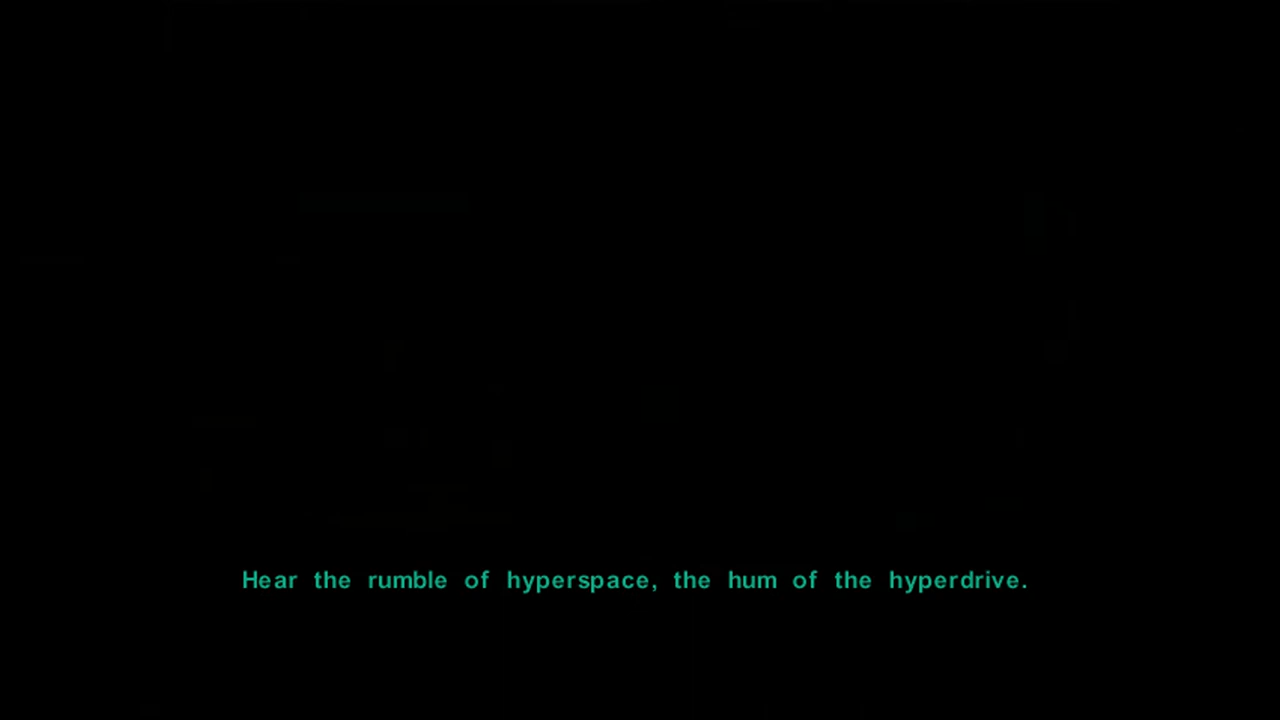 Hear the rumble of hyperspace, the hum of the hyperdrive.